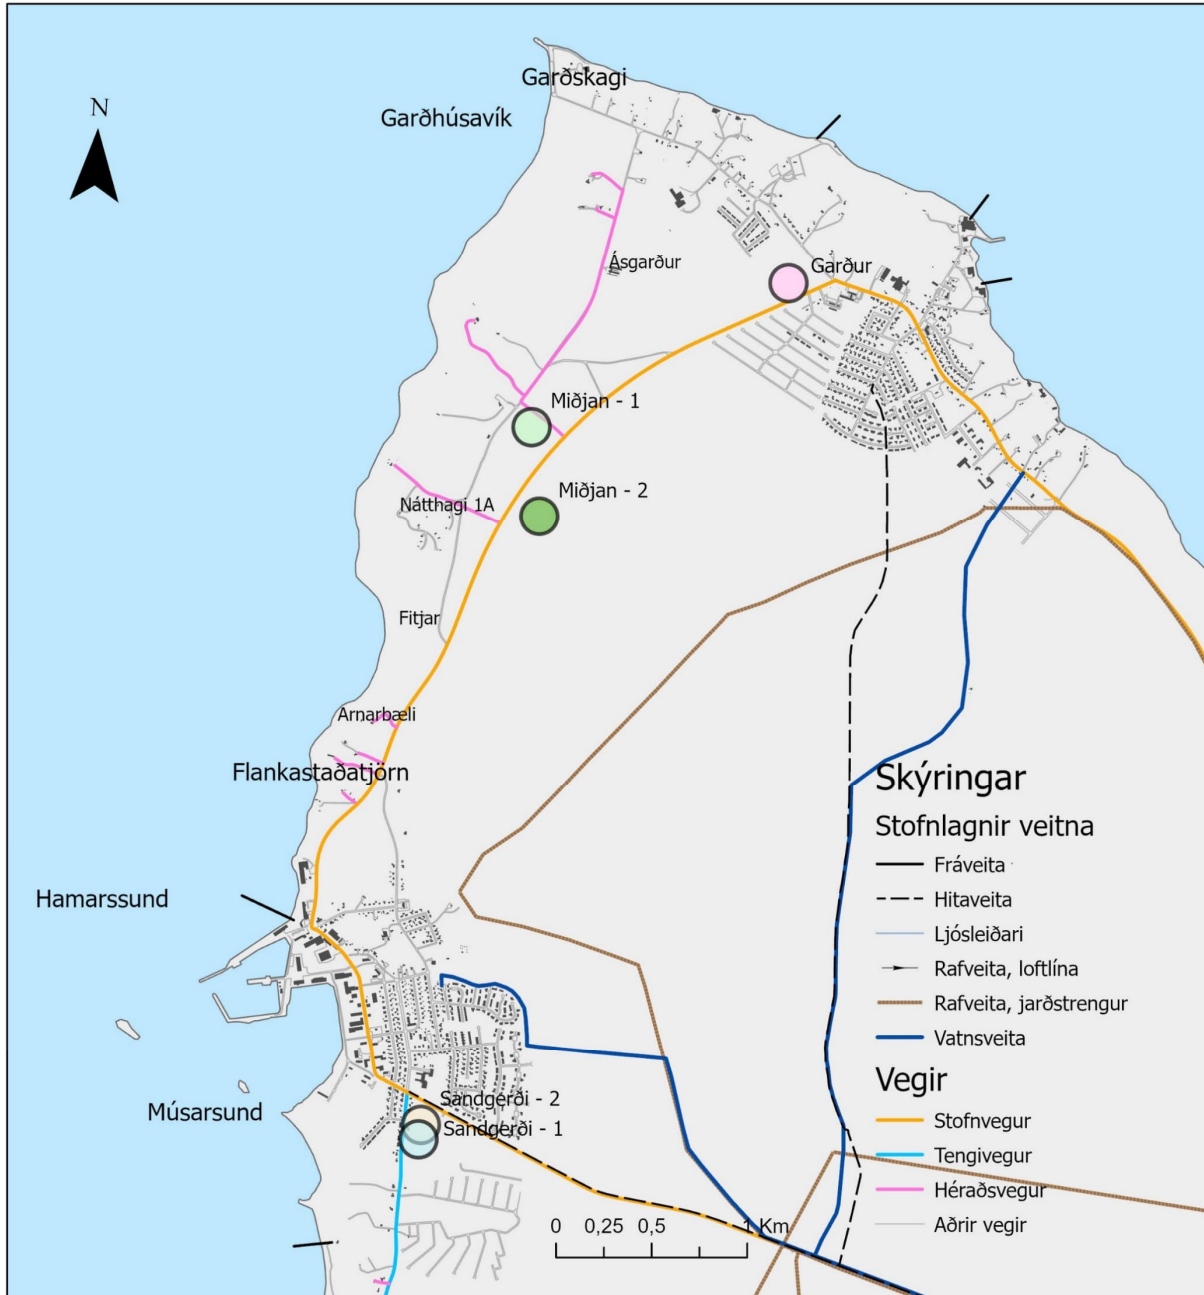 Garðskagi
Garðhúsavík
N
Ásgarður
Garður
Miðjan - 1
Miðjan - 2
Nátthagi 1A
Fitjar
Arnarbæli
Flankastaðatjörn
Skýringar
Stofnlagnir veitna
Fráveita
Hitaveita
Ljósleiðari
Rafveita, loftlína
Rafveita, jarðstrengur
Vatnsveita
Vegir
Stofnvegur
Tengivegur
Héraðsvegur
Aðrir vegir
Hamarssund
Músarsund
Sandgerði - 2
Sandgerði - 1
0 0,25 0,5 1 Km